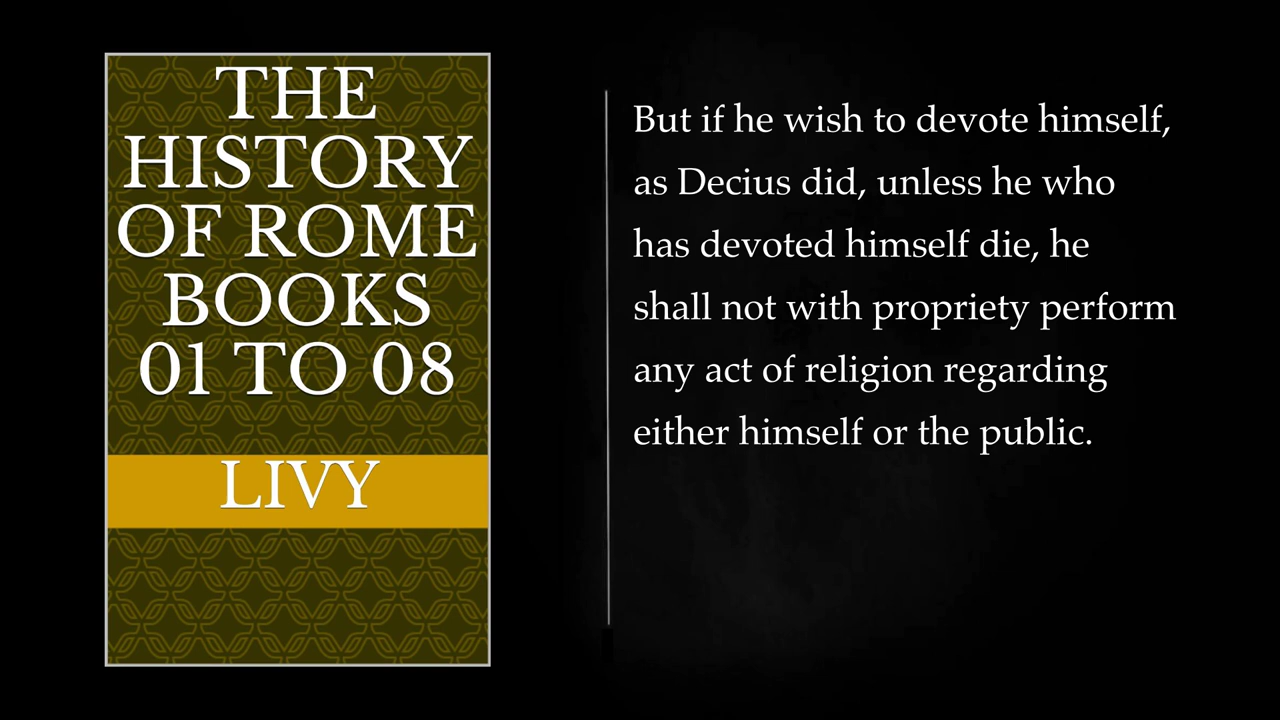 THE
HISTORY
OF ROME
BOOKS
01 TO 08
LIVY
But if he wish to devote himself,
as Decius did, unless he who
has devoted himself die, he
shall not with propriety perform
any act of religion regarding
either himself or the public.